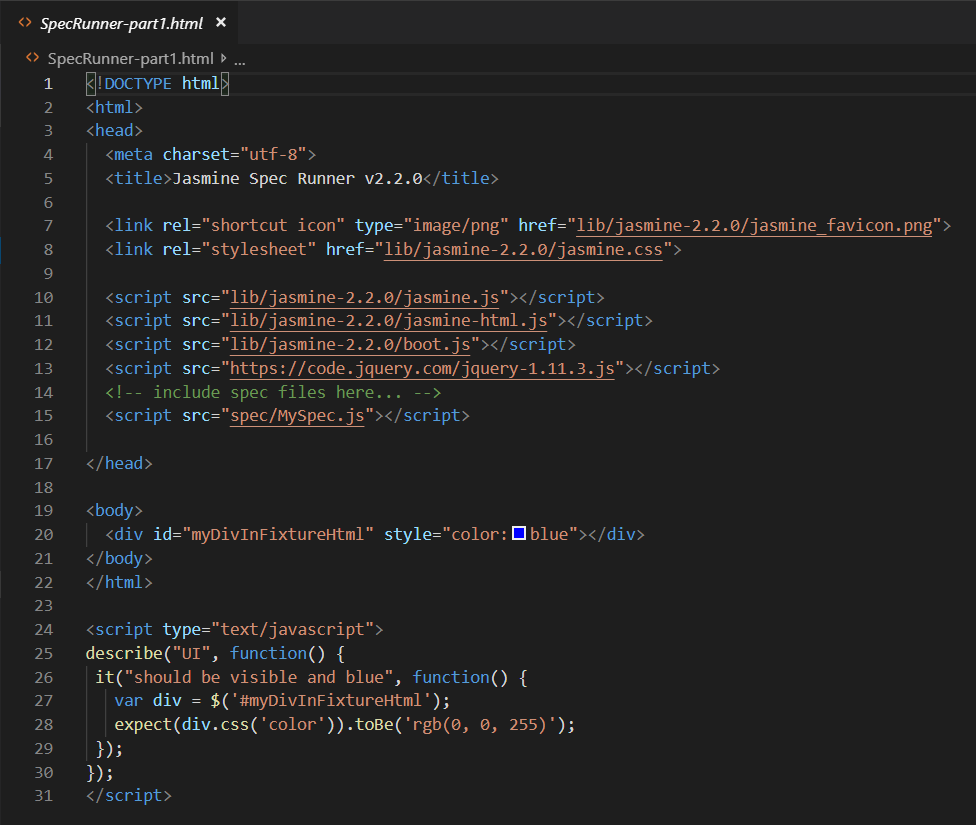 SpecRunner-part1.html ×
SpecRunner-part1.html ...
1 <!DOCTYPE html>
2 <html>
3 <head>
4 <meta charset="utf-8">
5 <title>Jasmine Spec Runner v2.2.0</title>
6
7 <link rel="shortcut icon" type="image/png" href="lib/jasmine-2.2.0/jasmine_favicon.png">
8 <link rel="stylesheet" href="lib/jasmine-2.2.0/jasmine.css">
9
10 <script src="lib/jasmine-2.2.0/jasmine.js"></script>
11 <script src="lib/jasmine-2.2.0/jasmine-html.js"></script>
12 <script src="lib/jasmine-2.2.0/boot.js"></script>
13 <script src="https://code.jquery.com/jquery-1.11.3.js"></script>
14 <!-- include spec files here... -->
15 <script src="spec/MySpec.js"></script>
16
17 </head>
18
19 <body>
20 <div id="myDivInFixtureHtml" style="color:blue"></div>
21 </body>
22 </html>
23
24 <script type="text/javascript">
25 describe("UI", function() {
26 it("should be visible and blue", function() {
27 var div = $('#myDivInFixtureHtml');
28 expect(div.css('color')).toBe('rgb(0, 0, 255)');
29 });
30 });
31 </script>